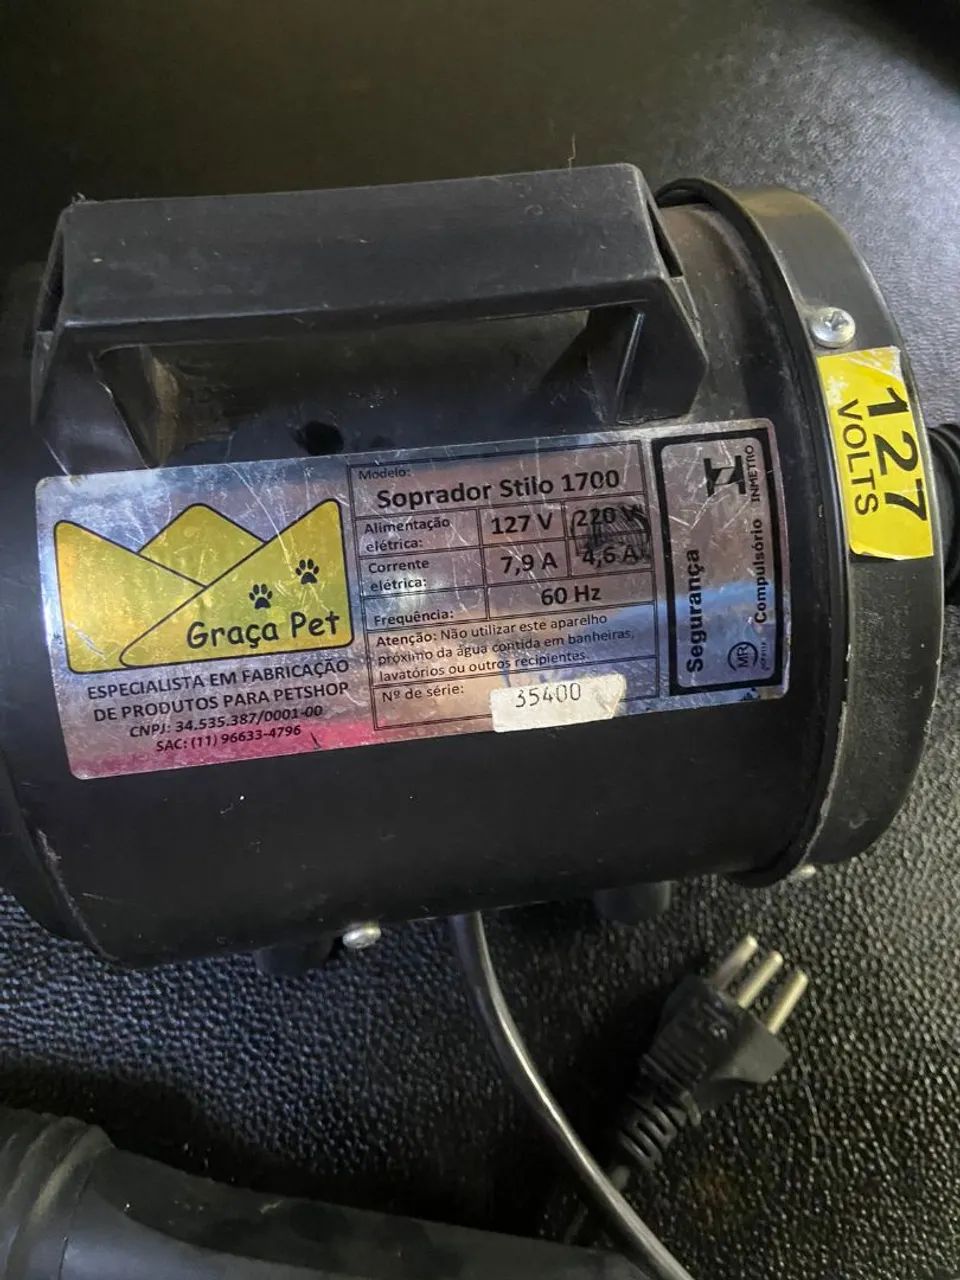 Graça Pet
ESPECIALISTA EM FABRICAÇÃO
DE PRODUTOS PARA PETSHOP
CNPJ: 34.535.387/0001-00
SAC: (11) 96633-4796
Modelo:
Soprador Stilo 1700
Alimentação elétrica: 127 V 220 V
Corrente elétrica: 7,9 A 4,6 A
Frequência: 60 Hz
Atenção: Não utilizar este aparelho
próximo da água contida em banheiras,
lavatórios ou outros recipientes.
Nº de série: 35400
Segurança
Compulsório
INMETRO
MR
127
VOLTS